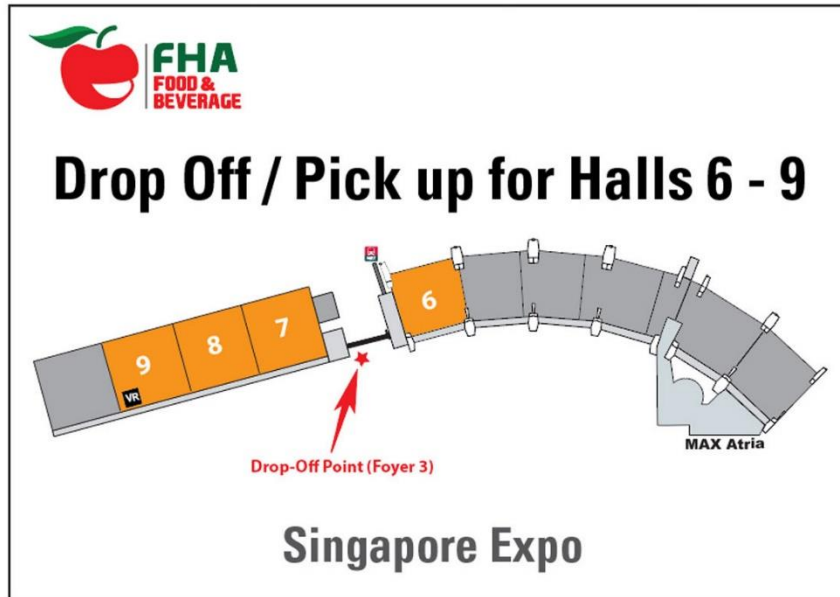 FHA
FOOD &
BEVERAGE
Drop Off / Pick up for Halls 6 - 9
6
7
8
9
VR
MAX Atria
Drop-Off Point (Foyer 3)
Singapore Expo